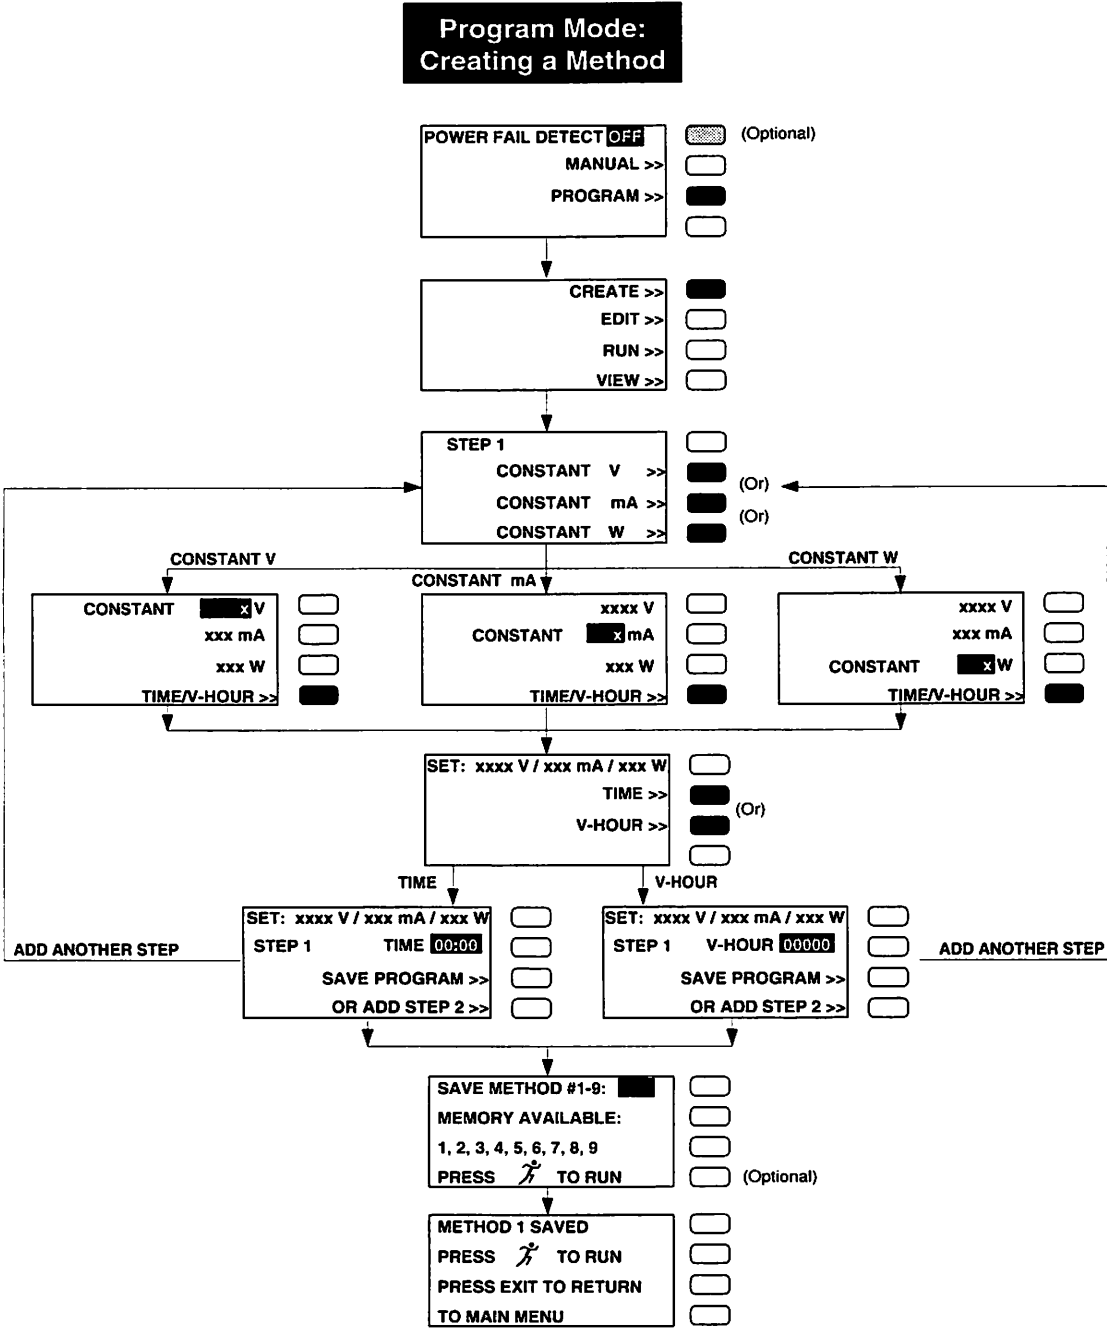 Program Mode:
Creating a Method
POWER FAIL DETECT OFF
(Optional)
MANUAL >>
PROGRAM >>
CREATE >>
EDIT >>
RUN >>
VIEW >>
STEP 1
CONSTANT V >>
(Or)
CONSTANT mA >>
(Or)
CONSTANT W >>
CONSTANT V
CONSTANT mA
CONSTANT W
CONSTANT x V
xxx mA
xxx W
TIME/V-HOUR >>
xxxx V
CONSTANT x mA
xxx W
TIME/V-HOUR >>
xxxx V
xxx mA
CONSTANT x W
TIME/V-HOUR >>
SET: xxxx V / xxx mA / xxx W
TIME >>
(Or)
V-HOUR >>
TIME
V-HOUR
ADD ANOTHER STEP
SET: xxxx V / xxx mA / xxx W
STEP 1 TIME 00:00
SAVE PROGRAM >>
OR ADD STEP 2 >>
SET: xxxx V / xxx mA / xxx W
STEP 1 V-HOUR 00000
SAVE PROGRAM >>
OR ADD STEP 2 >>
ADD ANOTHER STEP
SAVE METHOD #1-9:
MEMORY AVAILABLE:
1, 2, 3, 4, 5, 6, 7, 8, 9
PRESS TO RUN
(Optional)
METHOD 1 SAVED
PRESS TO RUN
PRESS EXIT TO RETURN
TO MAIN MENU